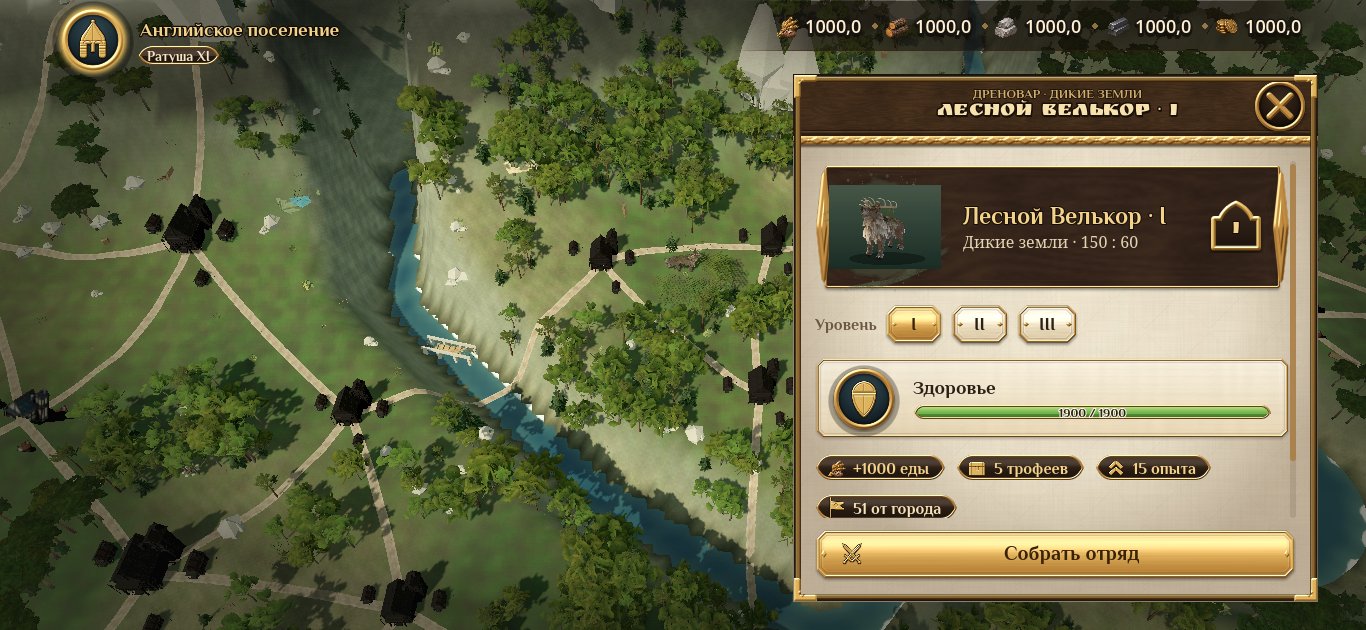 Английское поселение
Ратуша XI
1000,0 1000,0 1000,0 1000,0 1000,0
ДРЕНОВАР · ДИКИЕ ЗЕМЛИ
ЛЕСНОЙ ВЕЛЬКОР · I
Лесной Велькор · I
Дикие земли · 150 : 60
I
Уровень I II III
Здоровье
1900 / 1900
+1000 еды 5 трофеев 15 опыта
51 от города
Собрать отряд